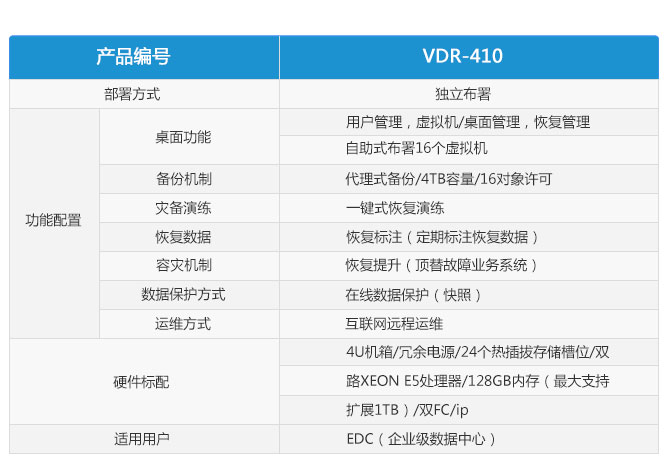 产品编号 VDR-410
部署方式 独立布署
功能配置
桌面功能 用户管理，虚拟机/桌面管理，恢复管理
自助式布署16个虚拟机
备份机制 代理式备份/4TB容量/16对象许可
灾备演练 一键式恢复演练
恢复数据 恢复标注（定期标注恢复数据）
容灾机制 恢复提升（顶替故障业务系统）
数据保护方式 在线数据保护（快照）
运维方式 互联网远程运维
硬件标配 4U机箱/冗余电源/24个热插拔存储槽位/双
路XEON E5处理器/128GB内存（最大支持
扩展1TB）/双FC/ip
适用用户 EDC（企业级数据中心）